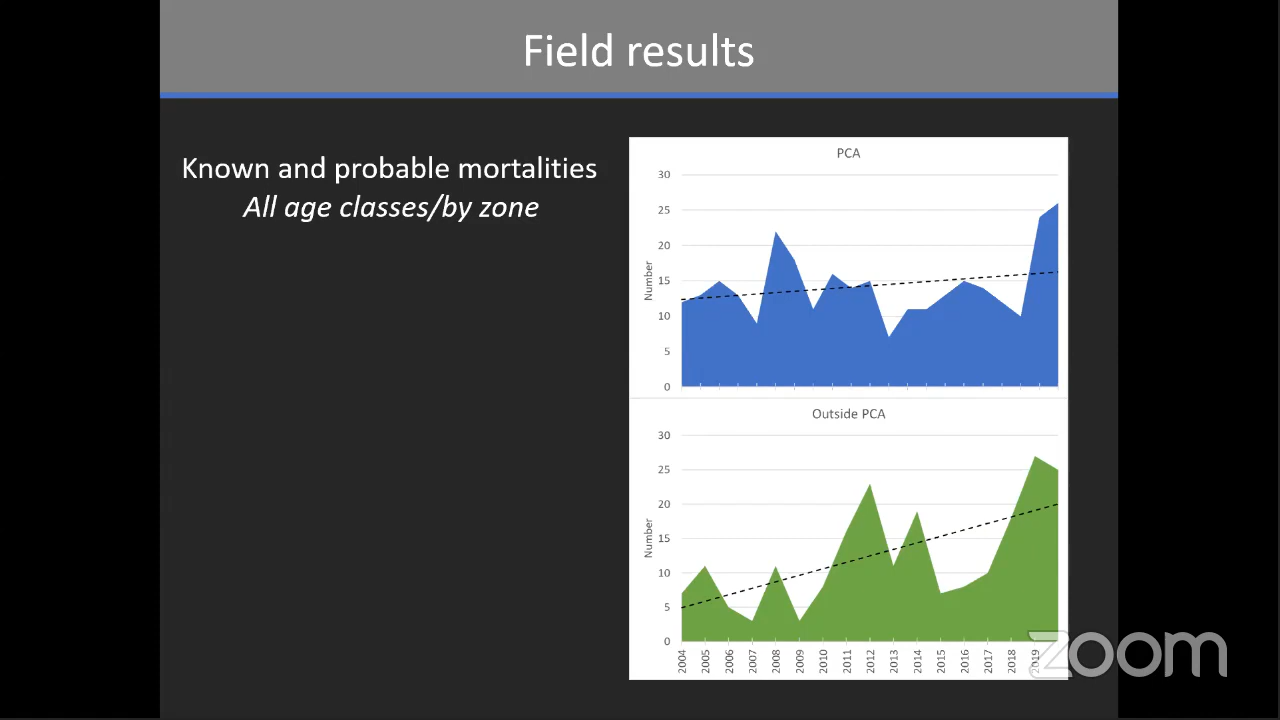 Field results
Known and probable mortalities
All age classes/by zone
PCA
30
25
20
15
10
5
0
Number
Outside PCA
30
25
20
15
10
5
0
Number
2004 2005 2006 2007 2008 2009 2010 2011 2012 2013 2014 2015 2016 2017 2018 2019
zoom